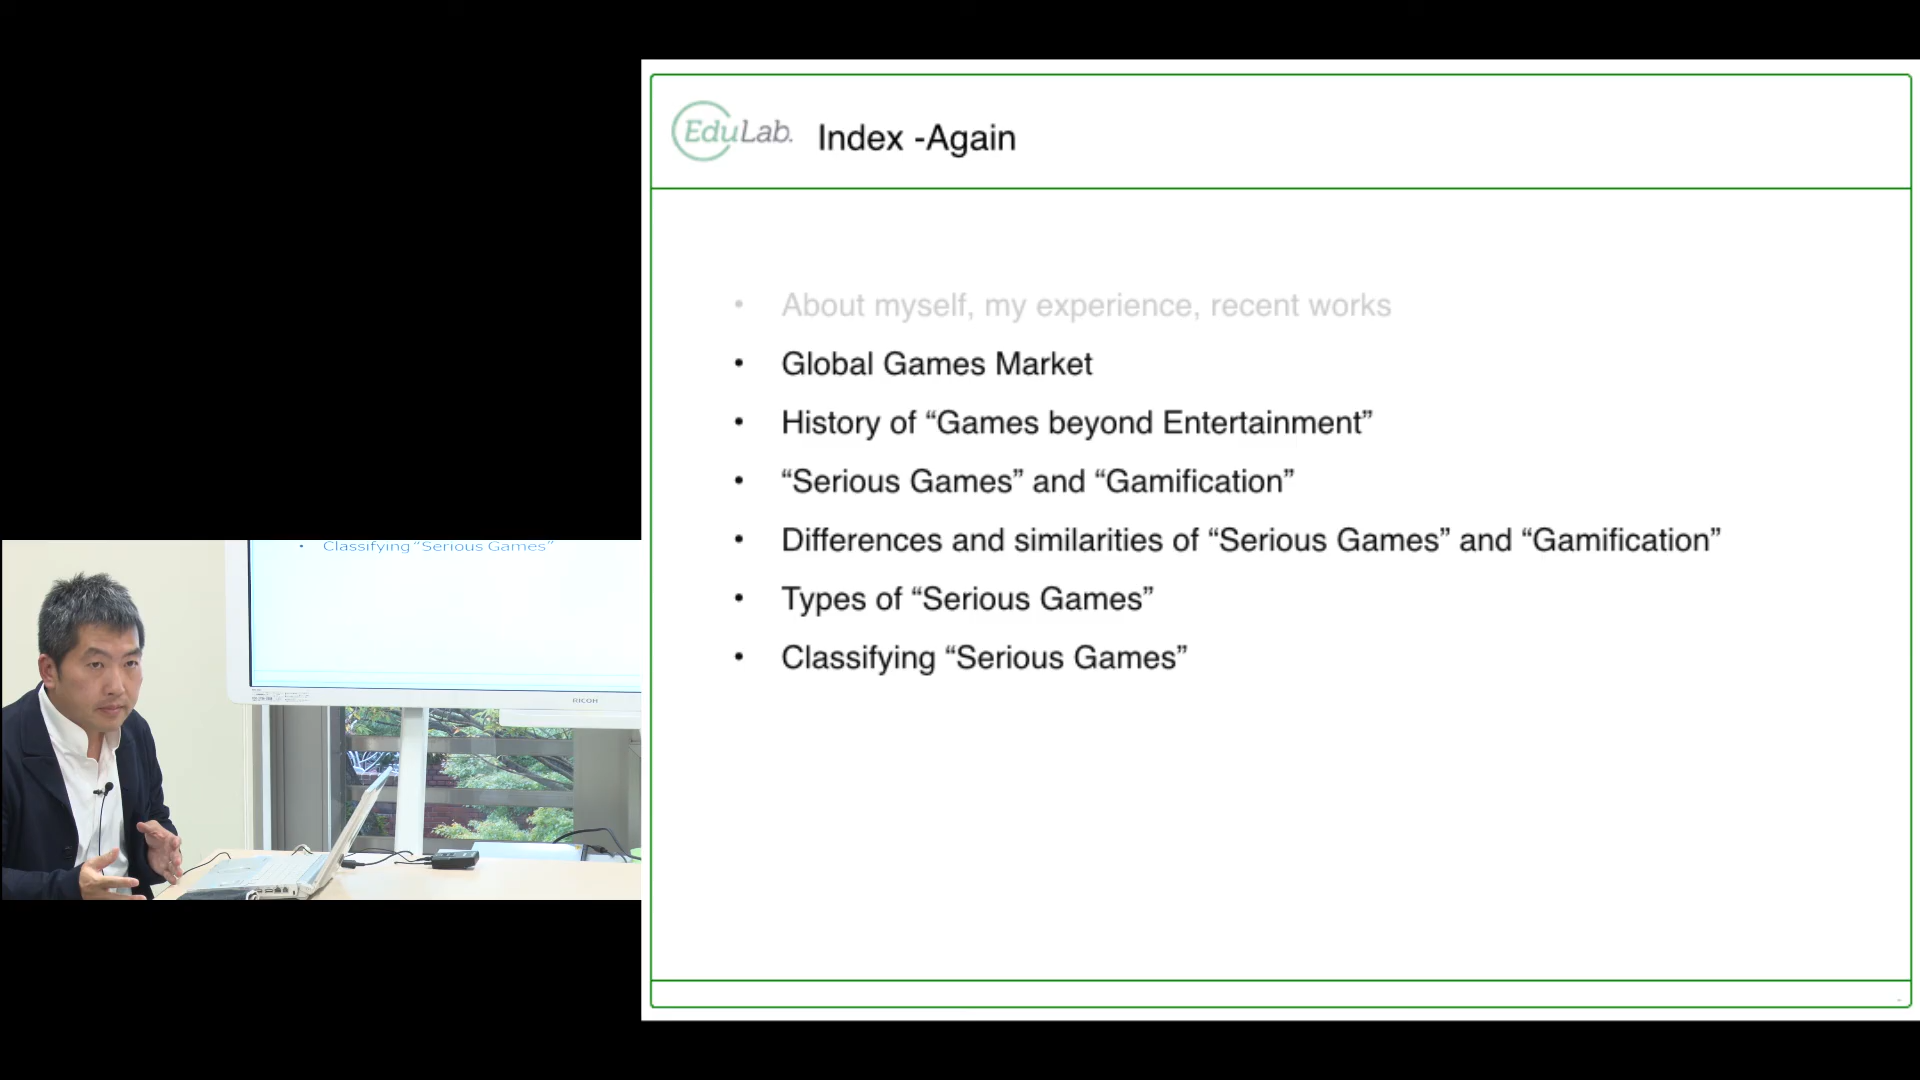 EduLab.
Index -Again
• About myself, my experience, recent works
• Global Games Market
• History of “Games beyond Entertainment”
• “Serious Games” and “Gamification”
• Differences and similarities of “Serious Games” and “Gamification”
• Types of “Serious Games”
• Classifying “Serious Games”
• Classifying “Serious Games”
RICOH